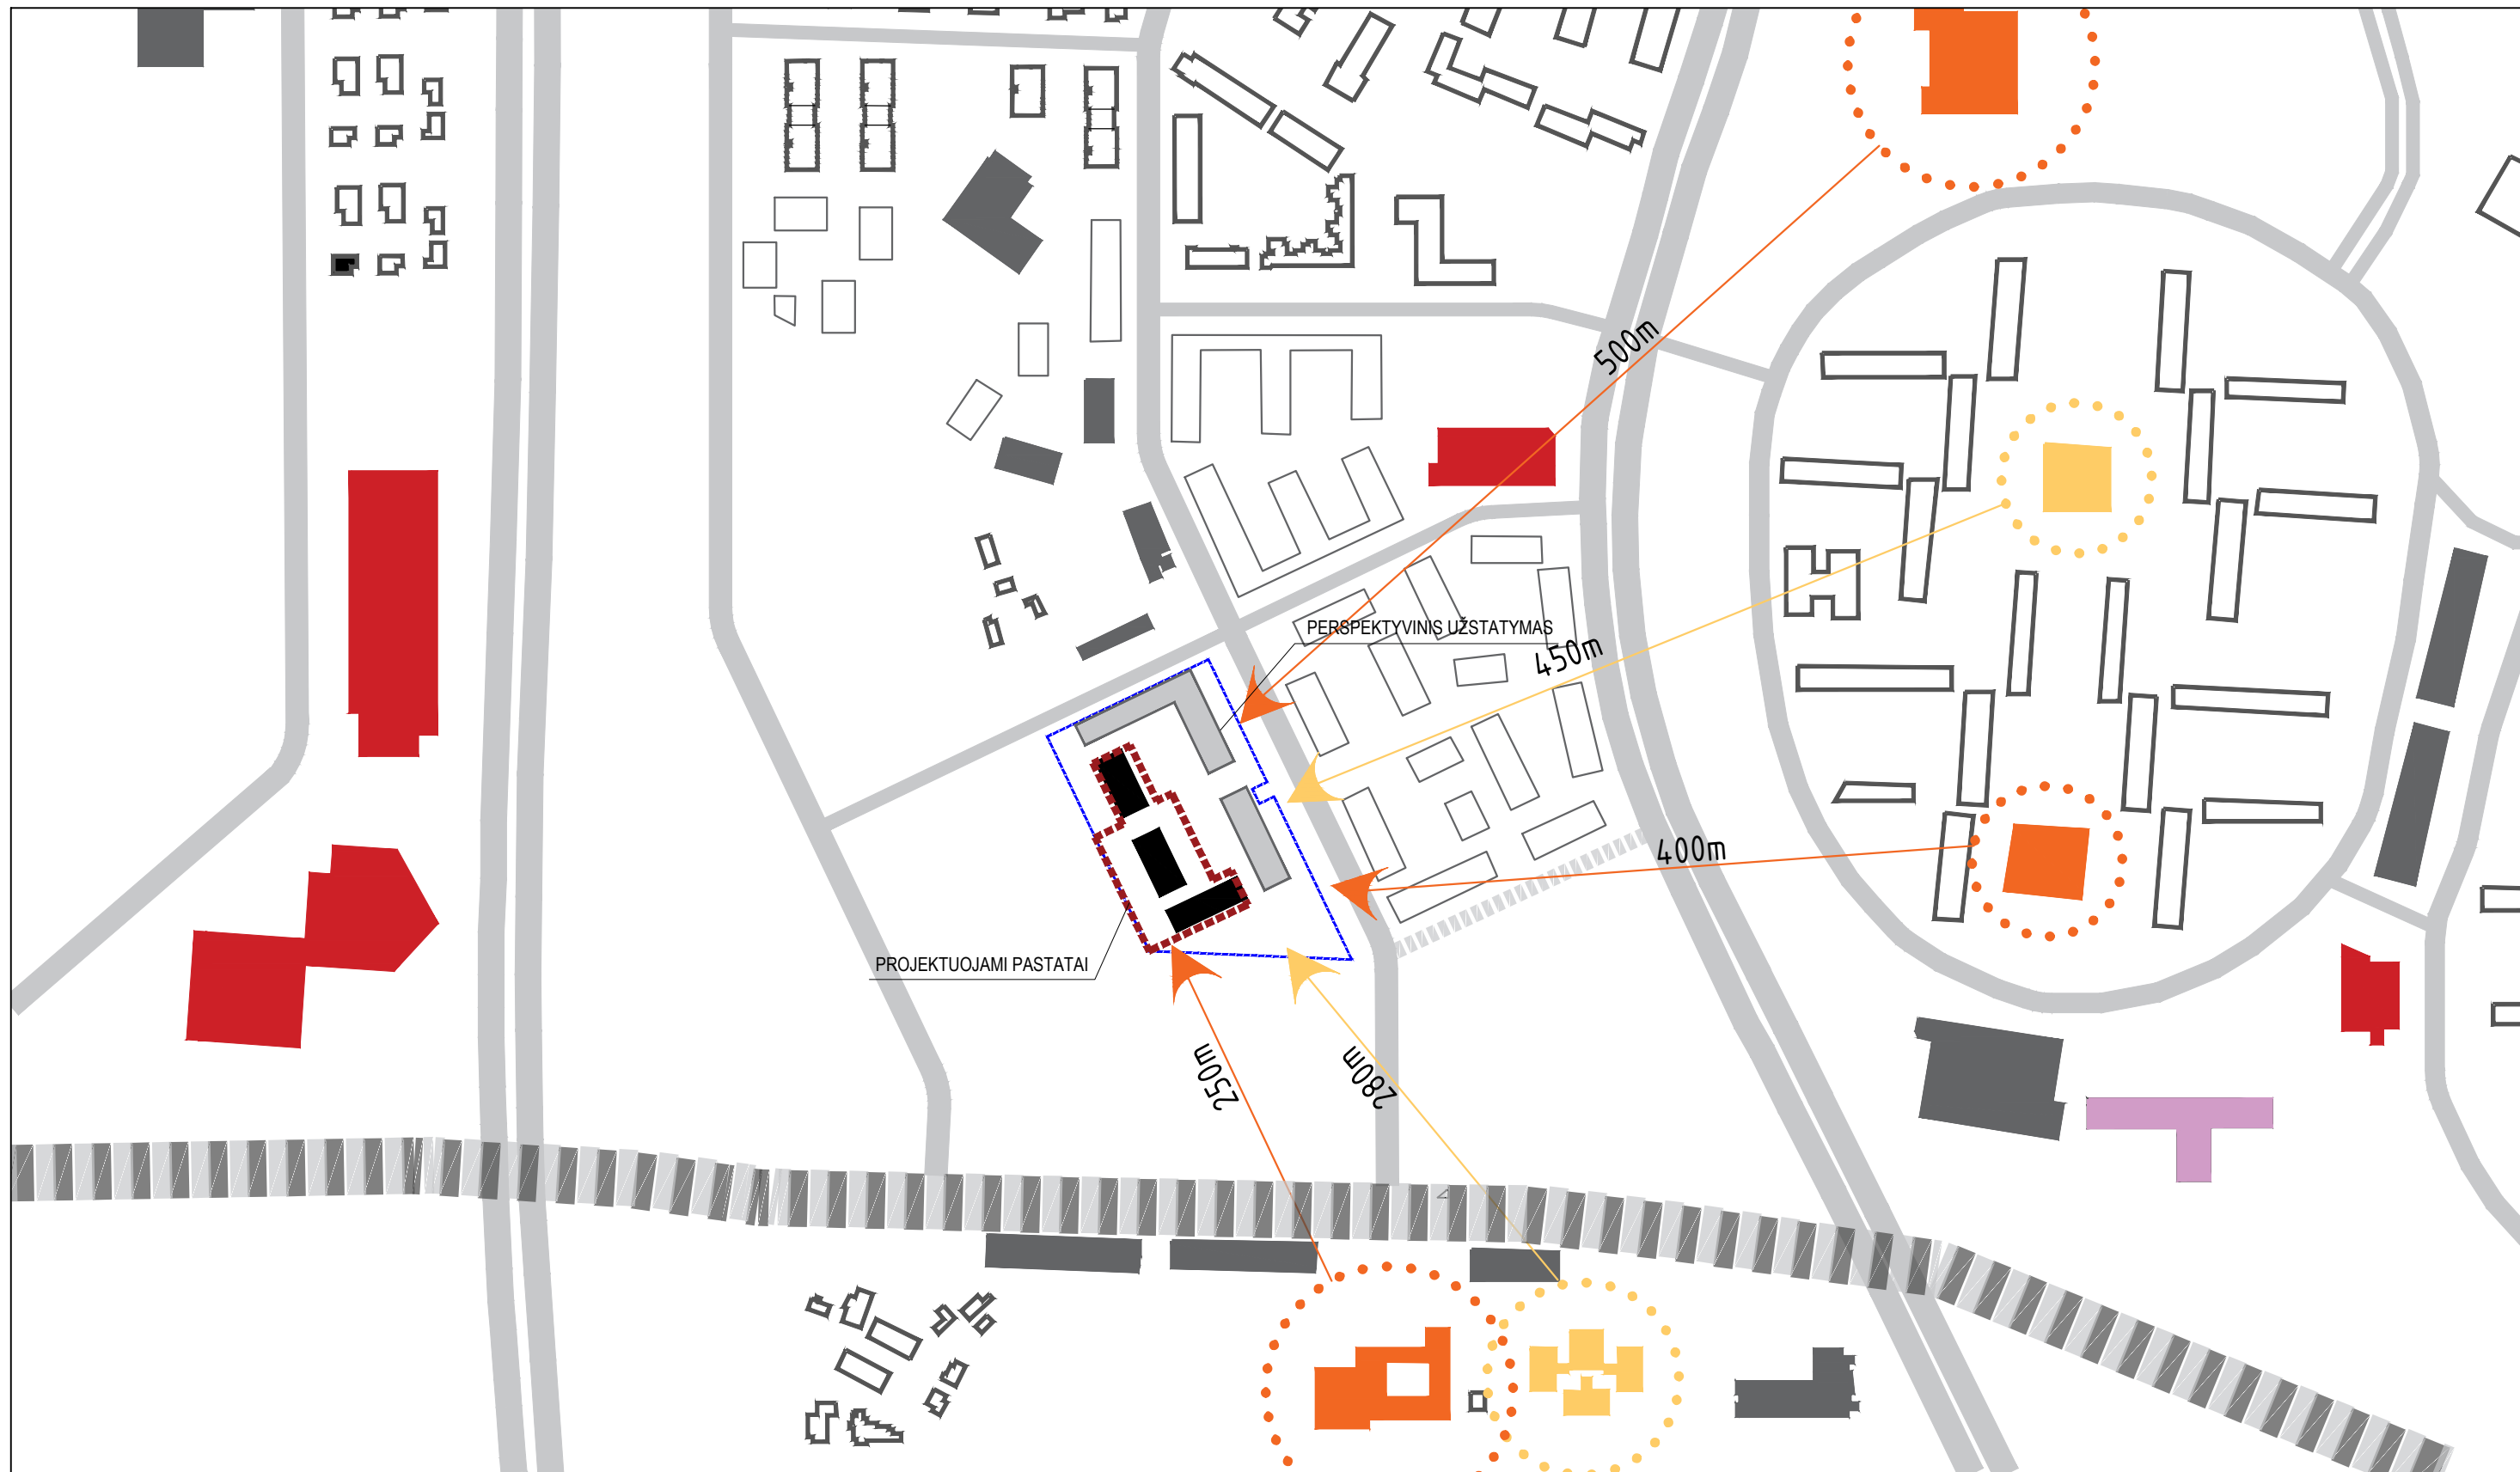 500m
PERSPEKTYVINIS UŽSTATYMAS
450m
400m
PROJEKTUOJAMI PASTATAI
250m
280m